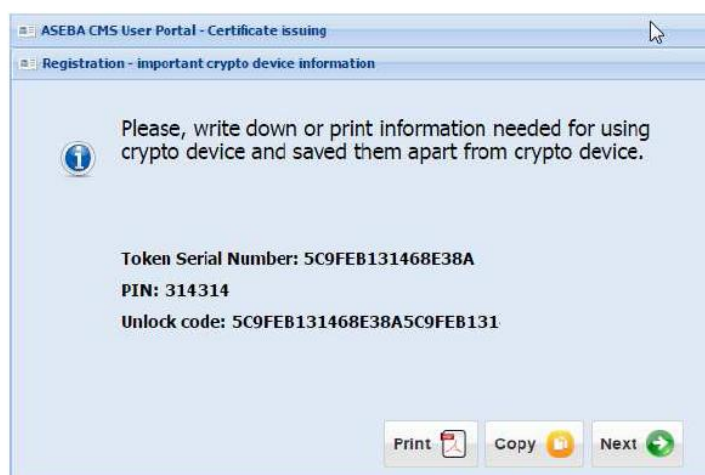 ASEBA CMS User Portal - Certificate issuing
Registration - important crypto device information
Please, write down or print information needed for using
crypto device and saved them apart from crypto device.
Token Serial Number: 5C9FEB131468E38A
PIN: 314314
Unlock code: 5C9FEB131468E38A5C9FEB131
Print Copy Next